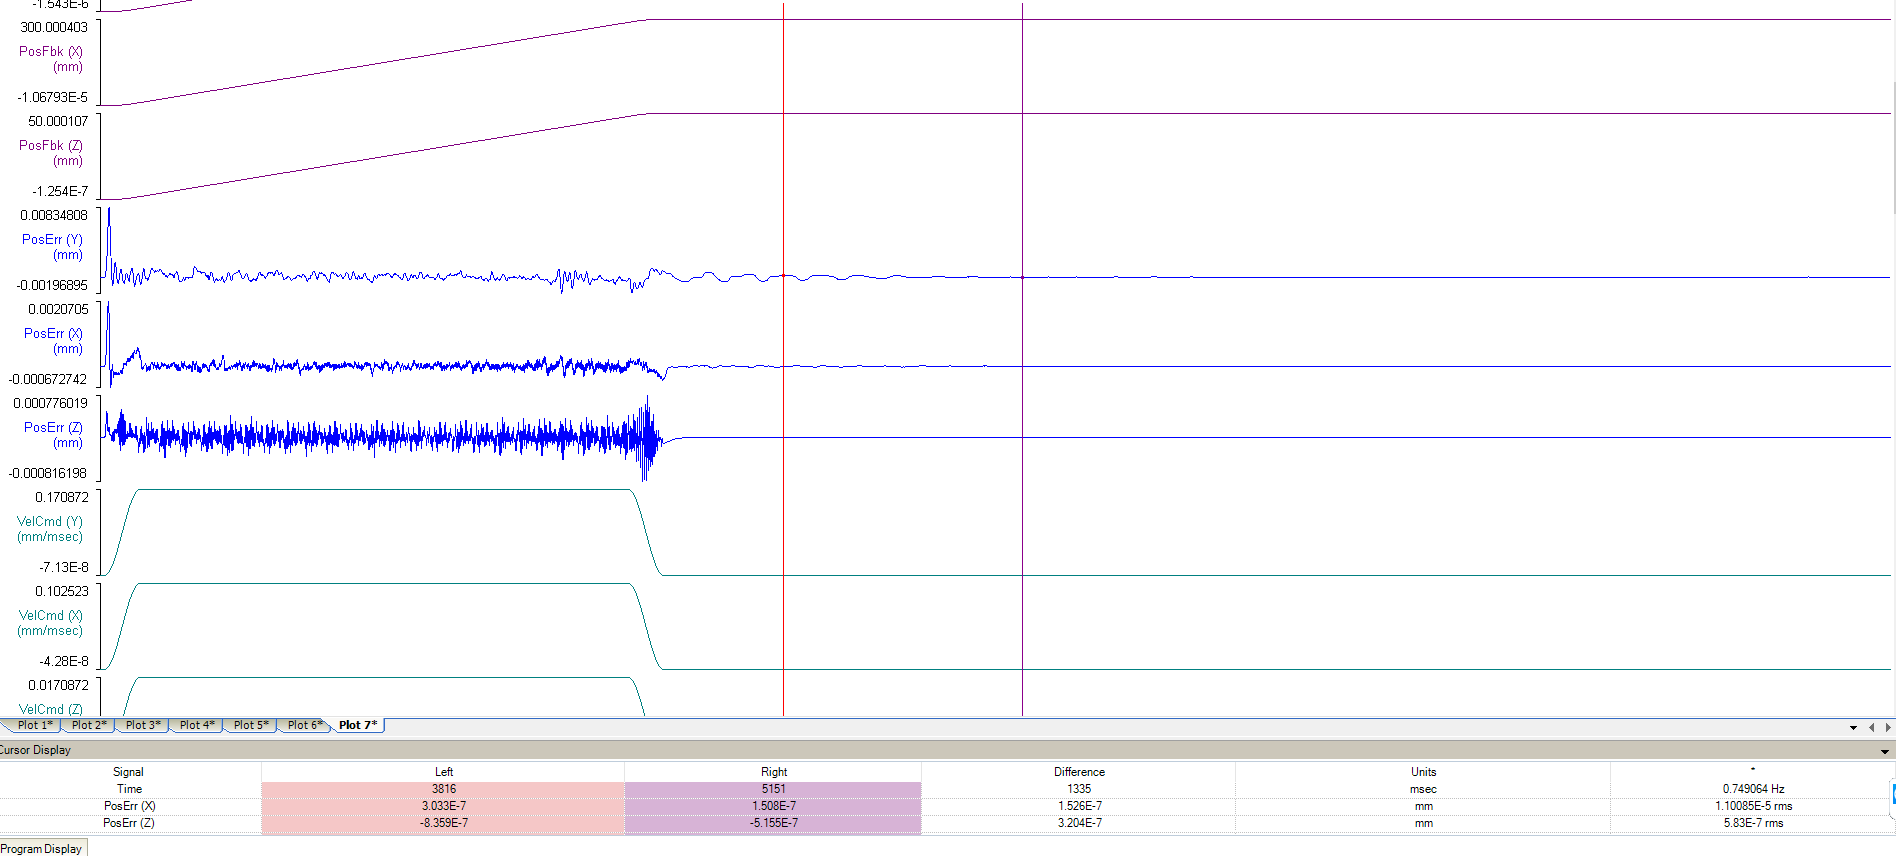 -1.543E-6
300.000403
PosFbk (X)
(mm)
-1.06793E-5
50.000107
PosFbk (Z)
(mm)
-1.254E-7
0.00834808
PosErr (Y)
(mm)
-0.00196895
0.0020705
PosErr (X)
(mm)
-0.000672742
0.000776019
PosErr (Z)
(mm)
-0.000816198
0.170872
VelCmd (Y)
(mm/msec)
-7.13E-8
0.102523
VelCmd (X)
(mm/msec)
-4.28E-8
0.0170872
VelCmd (Z)
Plot 1* Plot 2* Plot 3* Plot 4* Plot 5* Plot 6* Plot 7*
Cursor Display
Signal Left Right Difference Units *
Time 3816 5151 1335 msec 0.749064 Hz
PosErr (X) 3.033E-7 1.508E-7 1.526E-7 mm 1.10085E-5 rms
PosErr (Z) -8.359E-7 -5.155E-7 3.204E-7 mm 5.83E-7 rms
Program Display